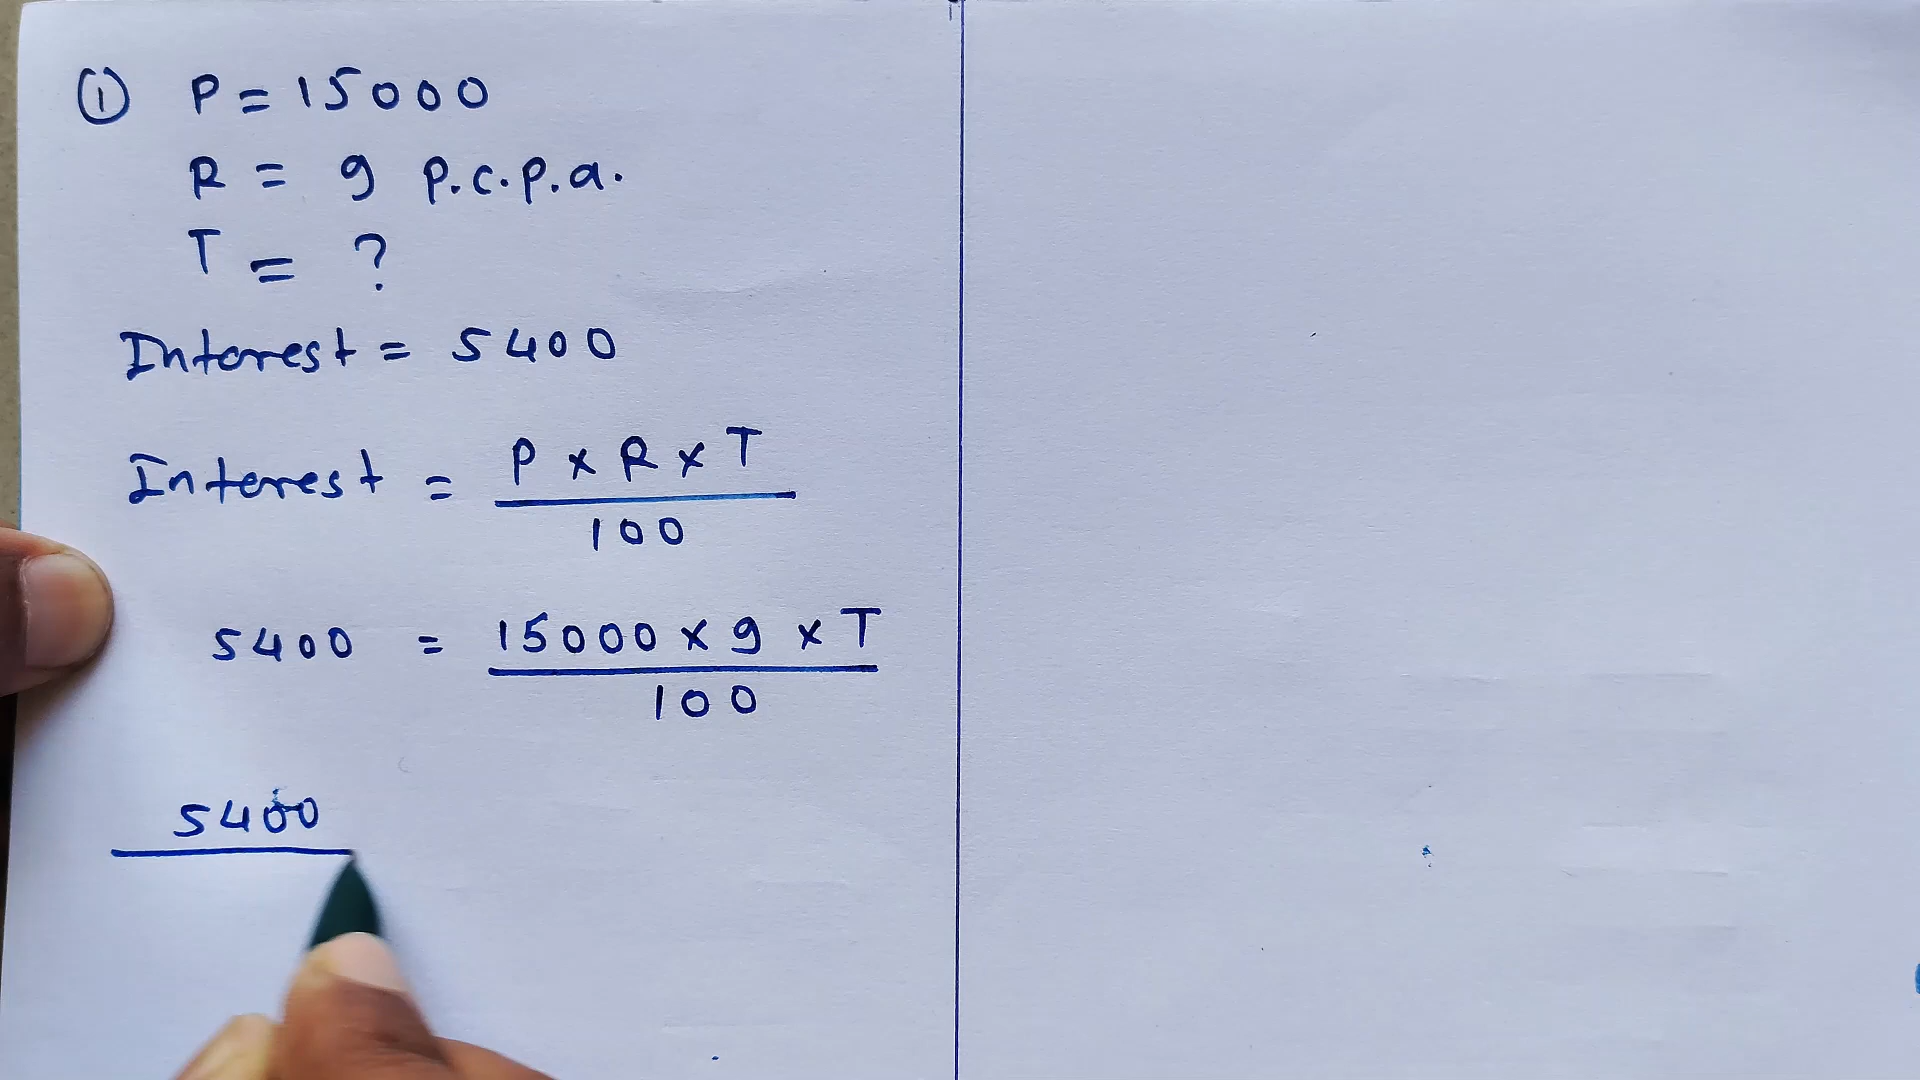 ① P = 15000
R = 9 p.c.p.a.
T = ?
Interest = 5400
Interest = P × R × T
100
5400 = 15000 × 9 × T
100
5400